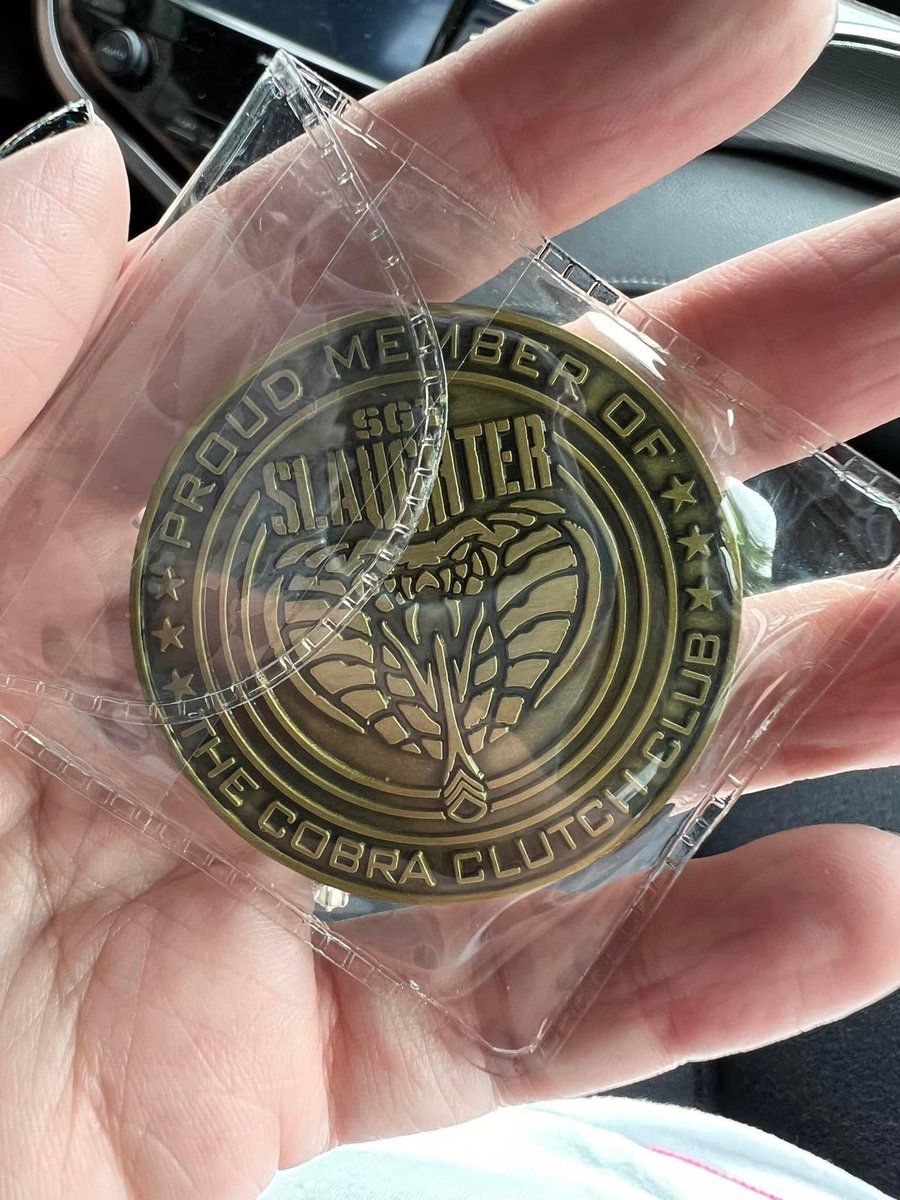 PROUD MEMBER OF
SGT
SLAUGHTER
THE COBRA CLUTCH CLUB